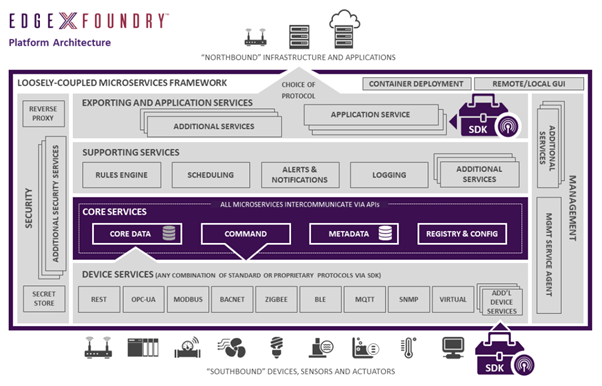 EDGE X FOUNDRY™
Platform Architecture
"NORTHBOUND" INFRASTRUCTURE AND APPLICATIONS
LOOSELY-COUPLED MICROSERVICES FRAMEWORK
CHOICE OF
PROTOCOL
CONTAINER DEPLOYMENT
REMOTE/LOCAL GUI
REVERSE
PROXY
SECURITY
ADDITIONAL SECURITY SERVICES
SECRET
STORE
EXPORTING AND APPLICATION SERVICES
ADDITIONAL SERVICES
APPLICATION SERVICE
SDK
SUPPORTING SERVICES
RULES ENGINE
SCHEDULING
ALERTS &
NOTIFICATIONS
LOGGING
ADDITIONAL
SERVICES
ALL MICROSERVICES INTERCOMMUNICATE VIA APIs
CORE SERVICES
CORE DATA
COMMAND
METADATA
REGISTRY & CONFIG
DEVICE SERVICES (ANY COMBINATION OF STANDARD OR PROPRIETARY PROTOCOLS VIA SDK)
REST
OPC-UA
MODBUS
BACNET
ZIGBEE
BLE
MQTT
SNMP
VIRTUAL
ADD'L
DEVICE
SERVICES
ADDITIONAL
SERVICES
MANAGEMENT
MGMT SERVICE AGENT
SDK
"SOUTHBOUND" DEVICES, SENSORS AND ACTUATORS